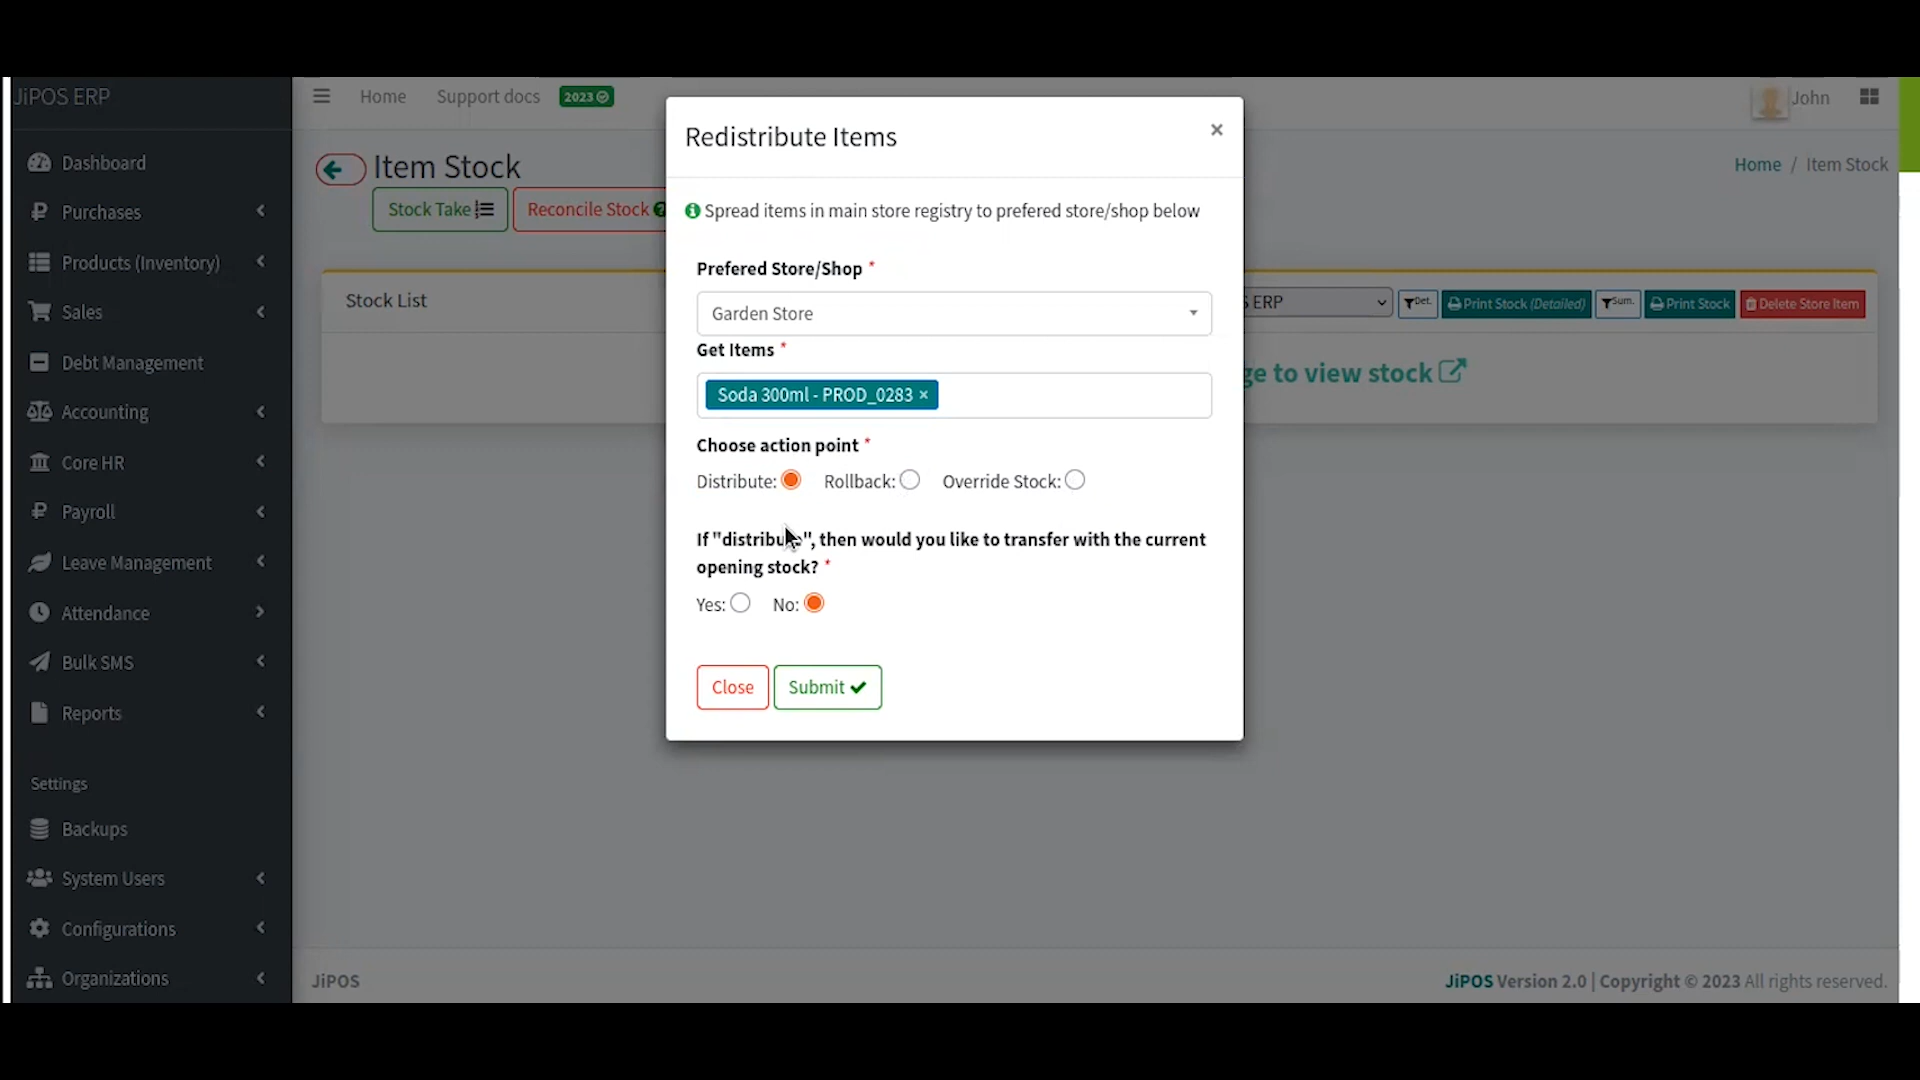 JiPOS ERP
Home
Support docs
2023
John
Dashboard
Purchases
Products (Inventory)
Sales
Debt Management
Accounting
Core HR
Payroll
Leave Management
Attendance
Bulk SMS
Reports
Settings
Backups
System Users
Configurations
Organizations
Item Stock
Home / Item Stock
Stock Take
Reconcile Stock
Stock List
ERP
Det.
Print Stock (Detailed)
Sum.
Print Stock
Delete Store Item
to view stock
Redistribute Items
×
Spread items in main store registry to prefered store/shop below
Prefered Store/Shop *
Garden Store
Get Items *
Soda 300ml - PROD_0283 ×
Choose action point *
Distribute: Rollback: Override Stock:
If "distribute", then would you like to transfer with the current
opening stock? *
Yes: No:
Close
Submit
JiPOS
JiPOS Version 2.0 | Copyright © 2023 All rights reserved.